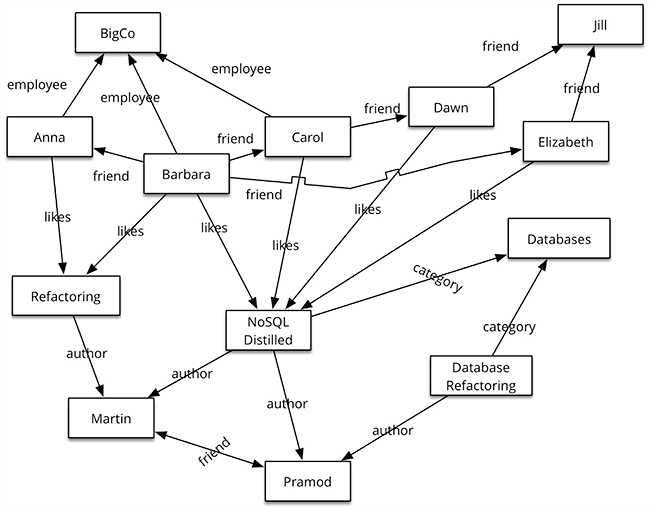 BigCo
Jill
friend
employee
employee
employee
Dawn
friend
Anna
Carol
friend
friend
Elizabeth
friend
Barbara
friend
likes
likes
likes
likes
likes
likes
Databases
category
Refactoring
NoSQL
Distilled
category
author
author
Database
Refactoring
author
Martin
author
friend
Pramod